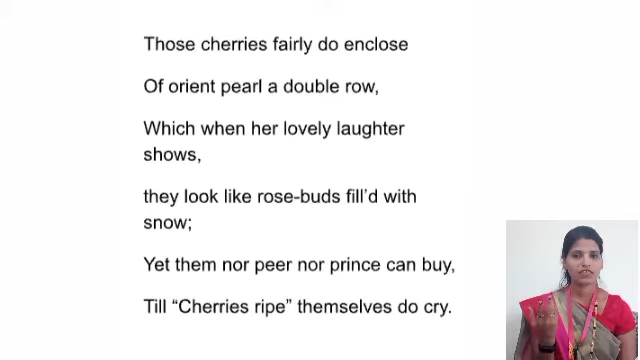 Those cherries fairly do enclose
Of orient pearl a double row,
Which when her lovely laughter
shows,
they look like rose-buds fill’d with
snow;
Yet them nor peer nor prince can buy,
Till “Cherries ripe” themselves do cry.